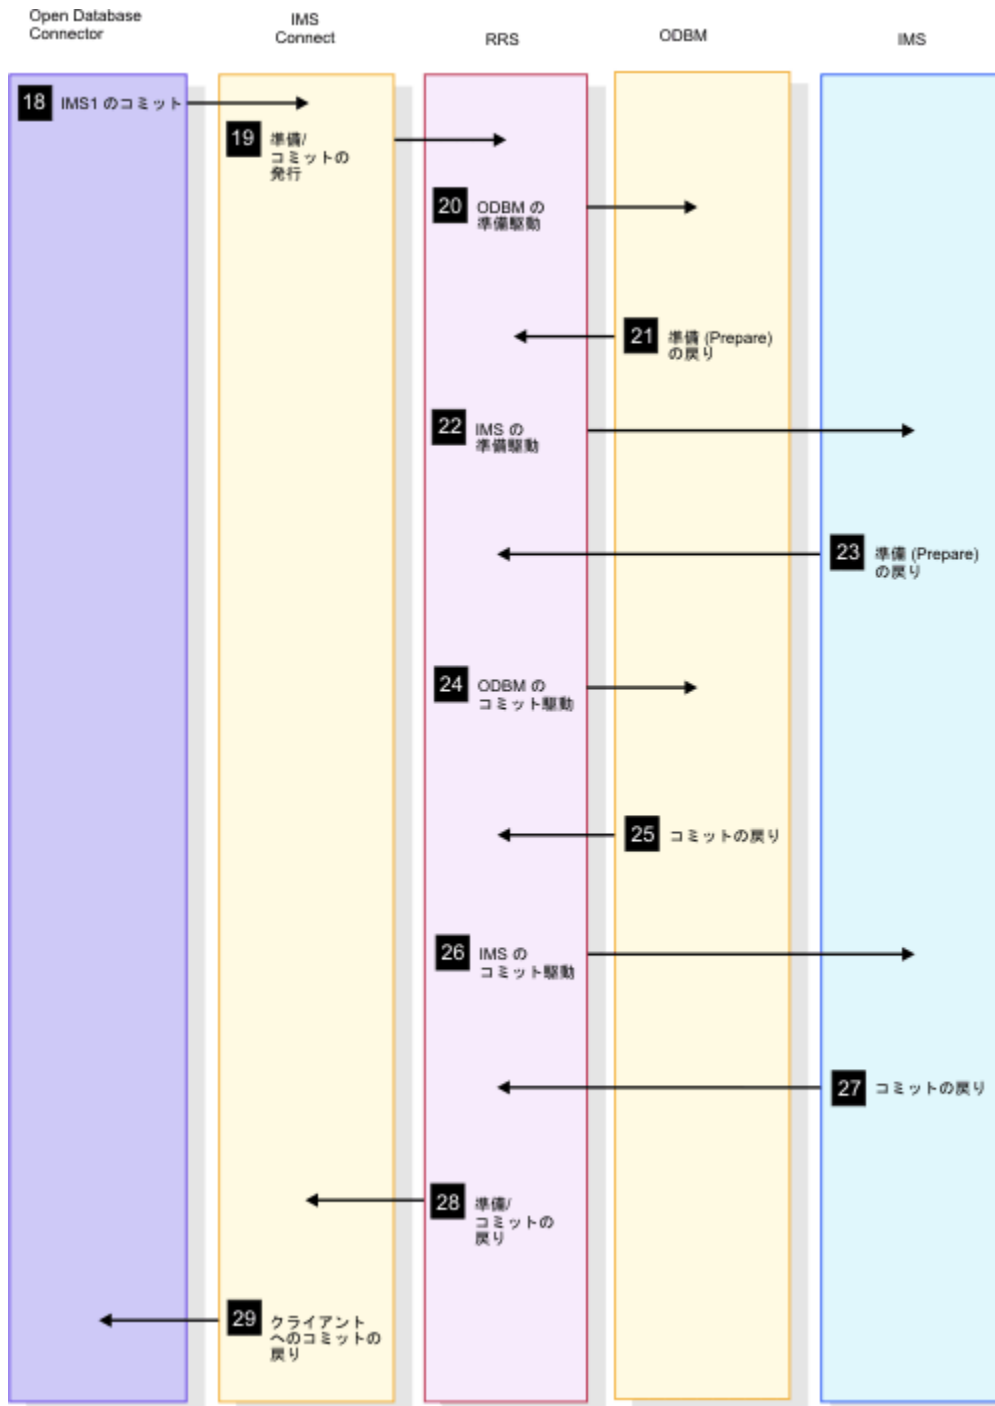 Open Database
Connector
IMS
Connect
RRS
ODBM
IMS
18 IMS1 のコミット
19 準備/
コミットの
発行
20 ODBM の
準備駆動
21 準備 (Prepare)
の戻り
22 IMS の
準備駆動
23 準備 (Prepare)
の戻り
24 ODBM の
コミット駆動
25 コミットの戻り
26 IMS の
コミット駆動
27 コミットの戻り
28 準備/
コミットの
戻り
29 クライアント
へのコミットの
戻り